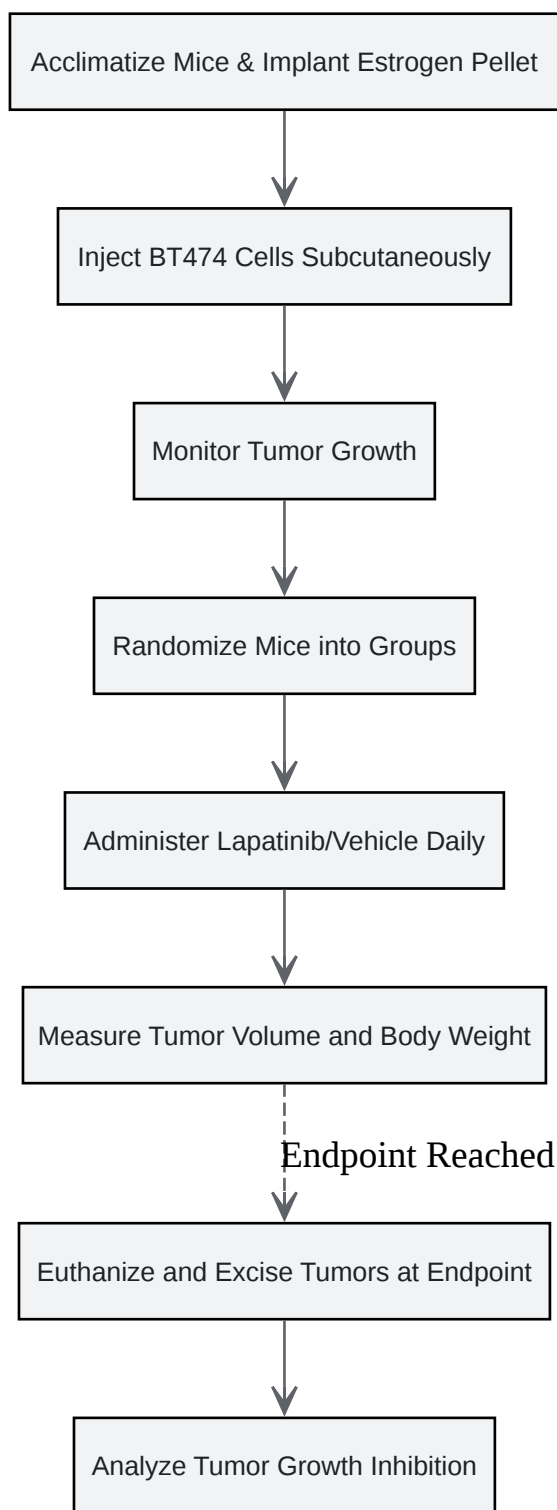 Acclimatize Mice & Implant Estrogen Pellet
Inject BT474 Cells Subcutaneously
Monitor Tumor Growth
Randomize Mice into Groups
Administer Lapatinib/Vehicle Daily
Measure Tumor Volume and Body Weight
Endpoint Reached
Euthanize and Excise Tumors at Endpoint
Analyze Tumor Growth Inhibition